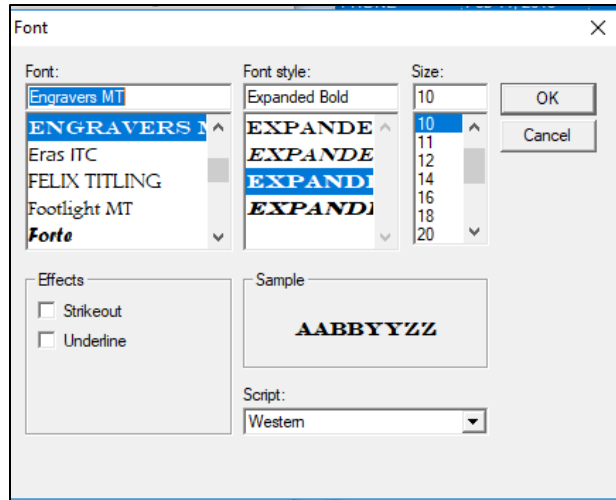 Font
Font:
Engravers MT
ENGRAVERS M
Eras ITC
FELIX TITLING
Footlight MT
Forte
Font style:
Expanded Bold
EXPANDE
EXPANDE
EXPANDI
EXPANDI
Size:
10
10
11
12
14
16
18
20
OK
Cancel
Effects
Strikeout
Underline
Sample
AABBYYZZ
Script:
Western